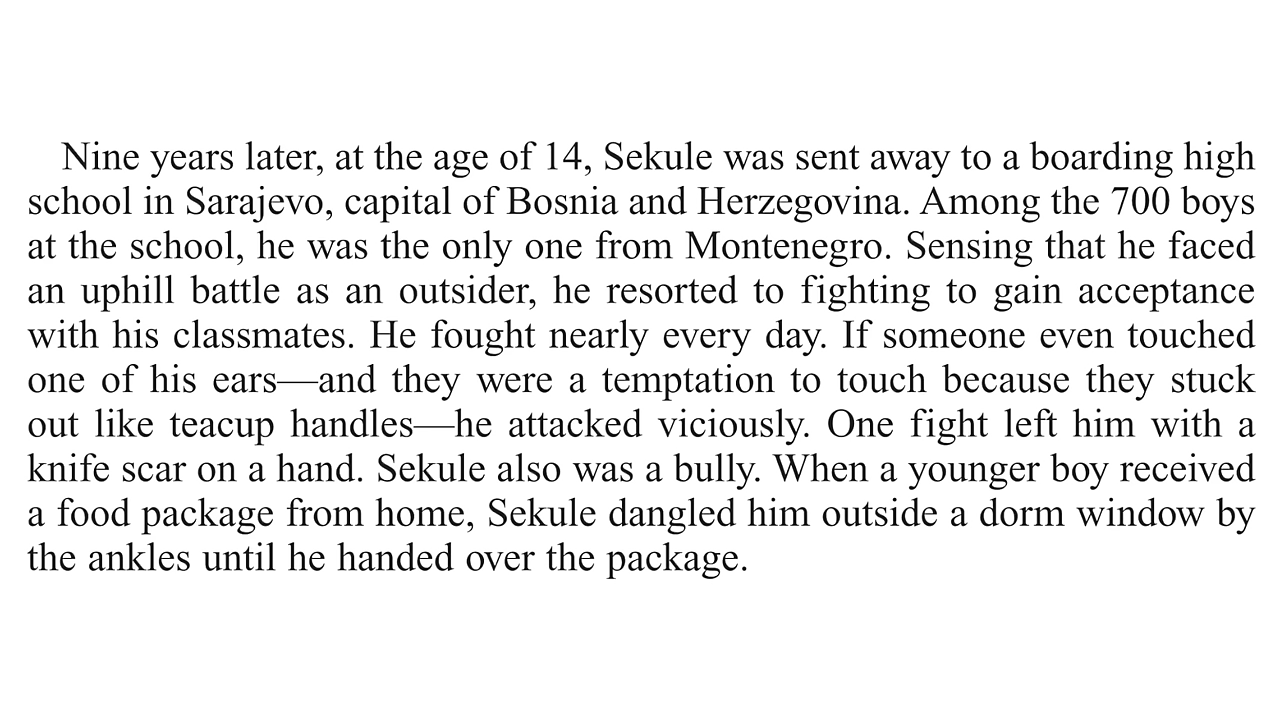 Nine years later, at the age of 14, Sekule was sent away to a boarding high
school in Sarajevo, capital of Bosnia and Herzegovina. Among the 700 boys
at the school, he was the only one from Montenegro. Sensing that he faced
an uphill battle as an outsider, he resorted to fighting to gain acceptance
with his classmates. He fought nearly every day. If someone even touched
one of his ears—and they were a temptation to touch because they stuck
out like teacup handles—he attacked viciously. One fight left him with a
knife scar on a hand. Sekule also was a bully. When a younger boy received
a food package from home, Sekule dangled him outside a dorm window by
the ankles until he handed over the package.